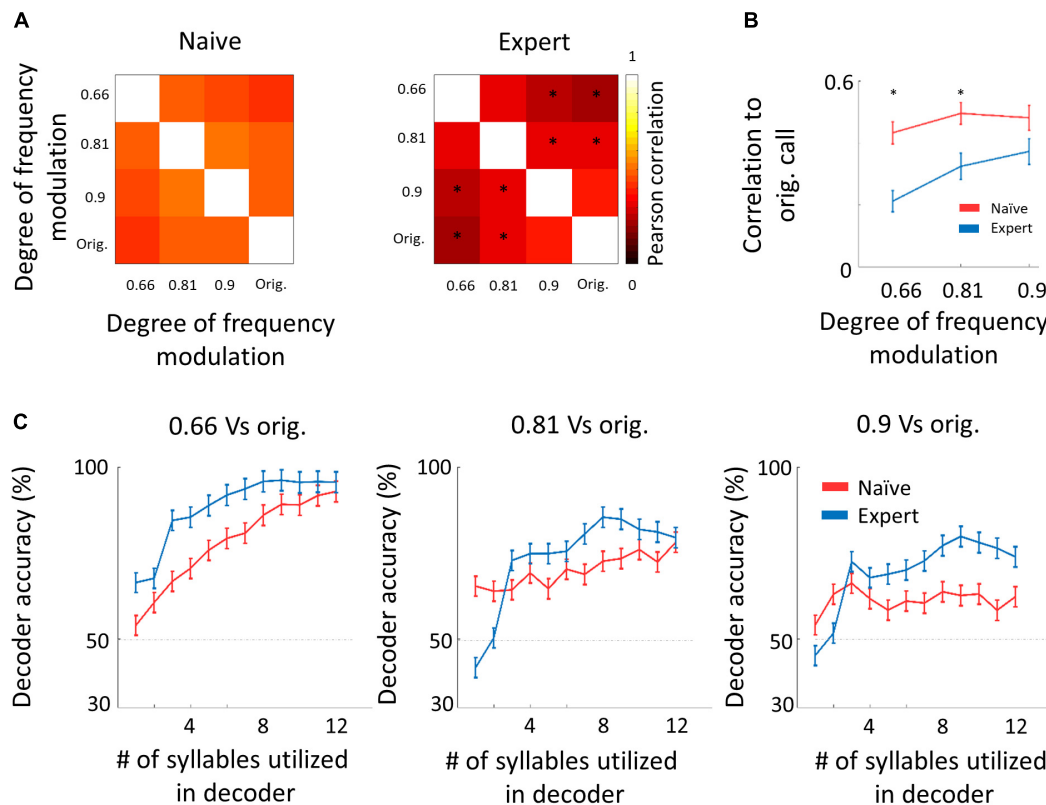 A
Naive
Expert
Degree of frequency
modulation
0.66
0.81
0.9
Orig.
0.66 0.81 0.9 Orig.
Degree of frequency
modulation
0.66
0.81
0.9
Orig.
* *
* *
* *
* *
0.66 0.81 0.9 Orig.
1
Pearson correlation
0
B
Correlation to
orig. call
0.6
0
* *
Naïve
Expert
0.66 0.81 0.9
Degree of frequency
modulation
C
0.66 Vs orig.
Decoder accuracy (%)
100
50
30
4 8 12
# of syllables utilized
in decoder
0.81 Vs orig.
Decoder accuracy (%)
100
50
30
4 8 12
# of syllables utilized
in decoder
0.9 Vs orig.
Decoder accuracy (%)
100
50
30
Naïve
Expert
4 8 12
# of syllables utilized
in decoder